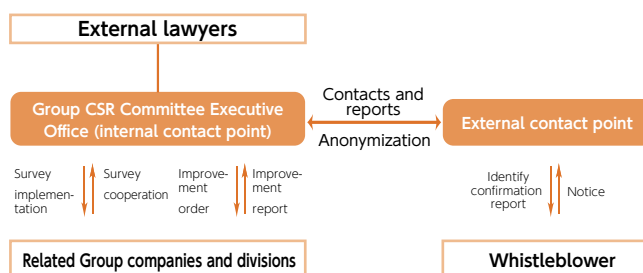 External lawyers
Group CSR Committee Executive
Office (internal contact point)
Contacts and
reports
Anonymization
External contact point
Survey
implemen-
tation
Survey
cooperation
Improve-
ment
order
Improve-
ment
report
Identify
confirmation
report
Notice
Related Group companies and divisions
Whistleblower